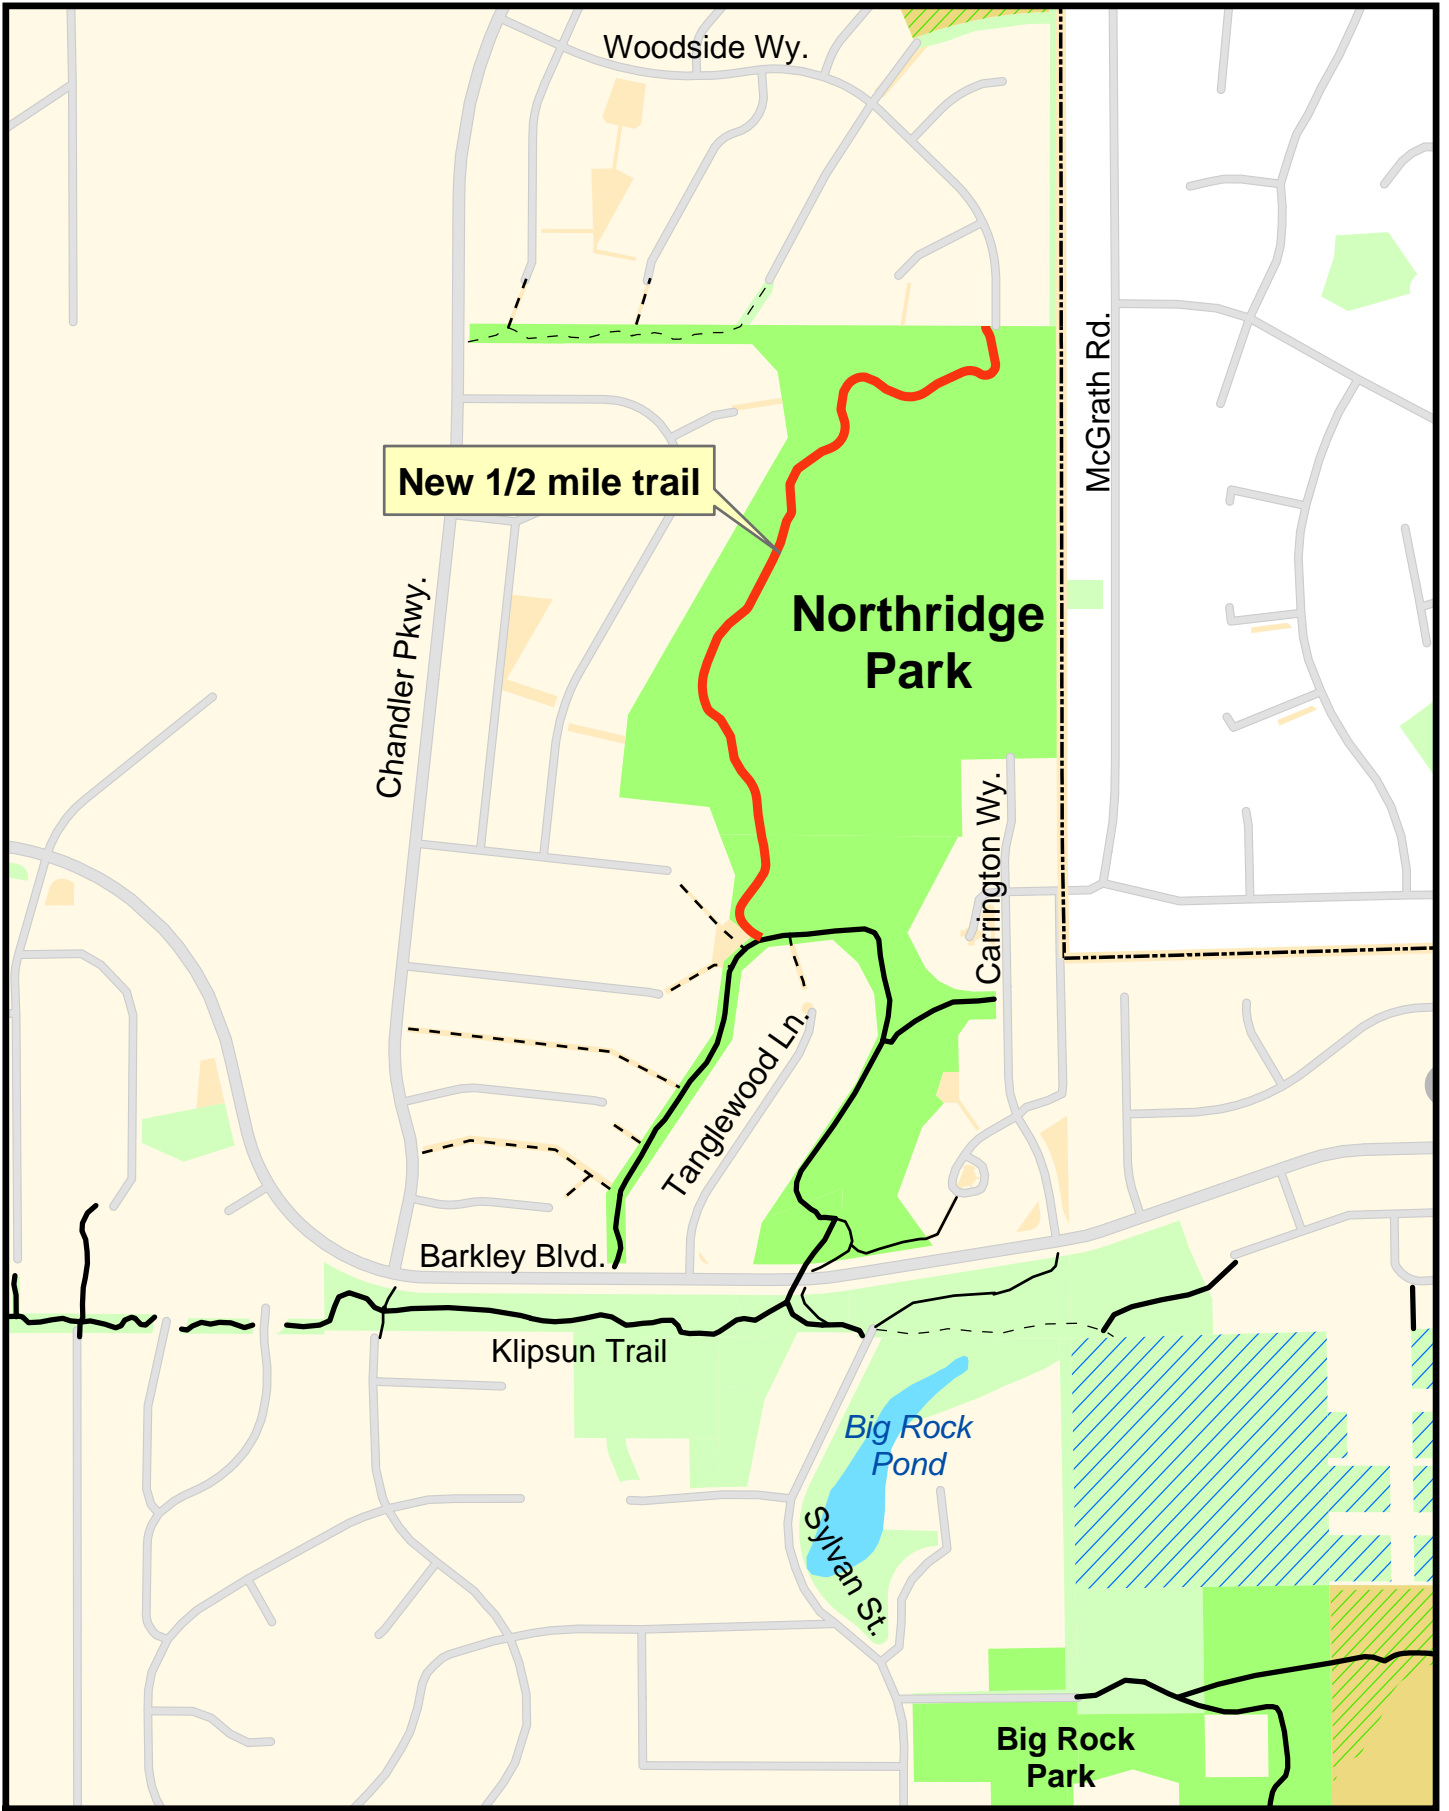 Woodside Wy.
McGrath Rd.
New 1/2 mile trail
Northridge
Park
Chandler Pkwy.
Carrington Wy.
Tanglewood Ln.
Barkley Blvd.
Klipsun Trail
Big Rock
Pond
Sylvan St.
Big Rock
Park